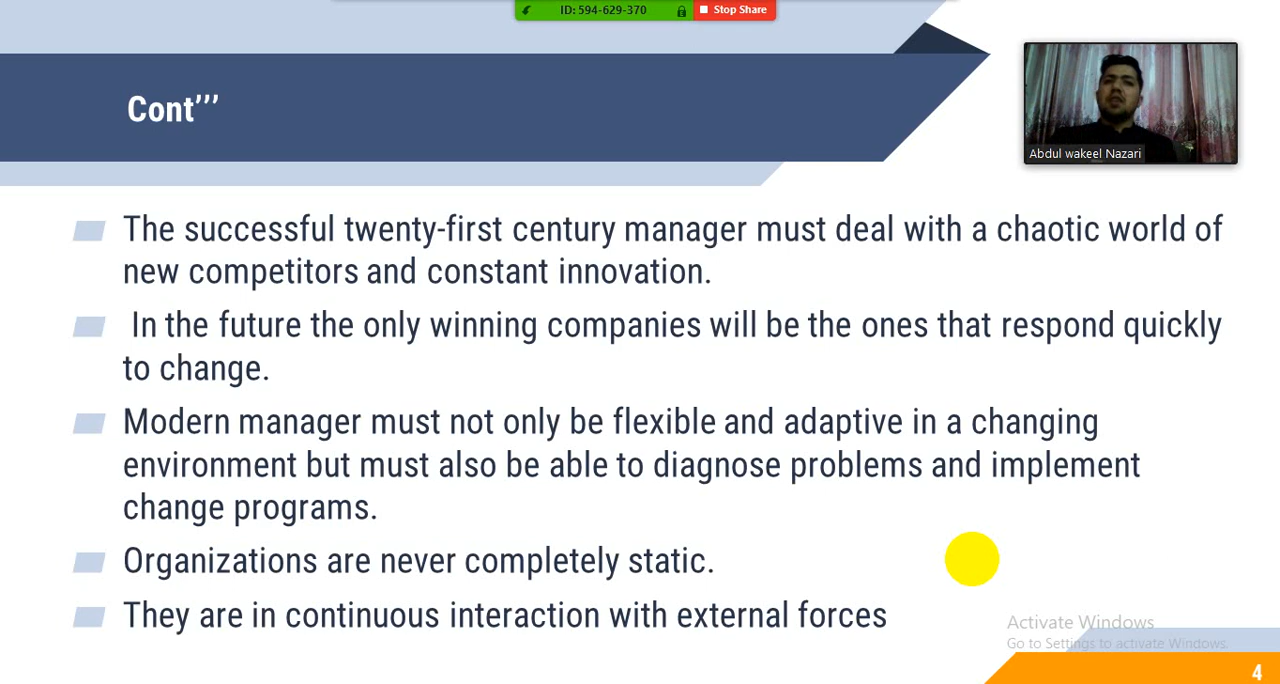 ID: 594-629-370
Stop Share
Cont’’’
Abdul wakeel Nazari
The successful twenty-first century manager must deal with a chaotic world of
new competitors and constant innovation.
In the future the only winning companies will be the ones that respond quickly
to change.
Modern manager must not only be flexible and adaptive in a changing
environment but must also be able to diagnose problems and implement
change programs.
Organizations are never completely static.
They are in continuous interaction with external forces
Activate Windows
Go to Settings to activate Windows.
4